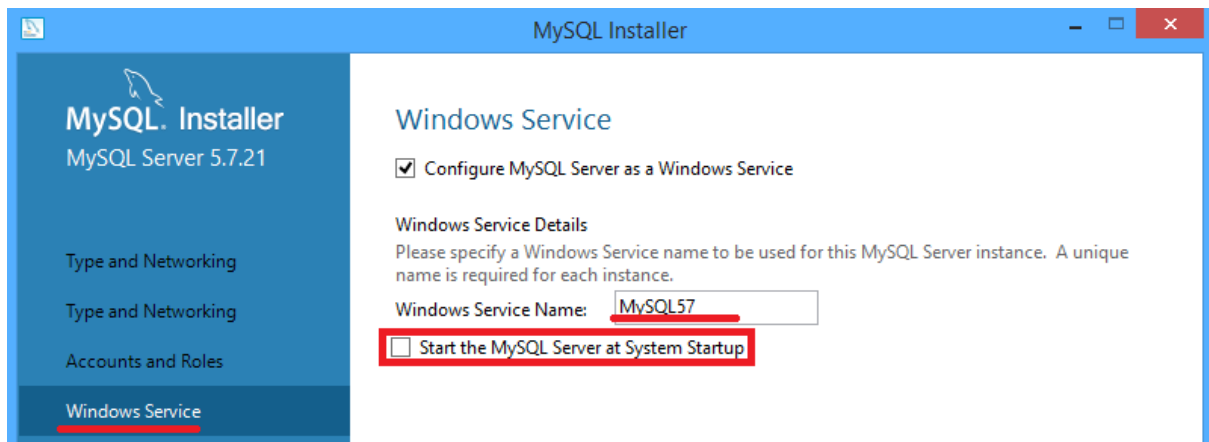 MySQL Installer
MySQL. Installer
MySQL Server 5.7.21
Type and Networking
Type and Networking
Accounts and Roles
Windows Service
Windows Service
Configure MySQL Server as a Windows Service
Windows Service Details
Please specify a Windows Service name to be used for this MySQL Server instance. A unique
name is required for each instance.
Windows Service Name: MySQL57
Start the MySQL Server at System Startup